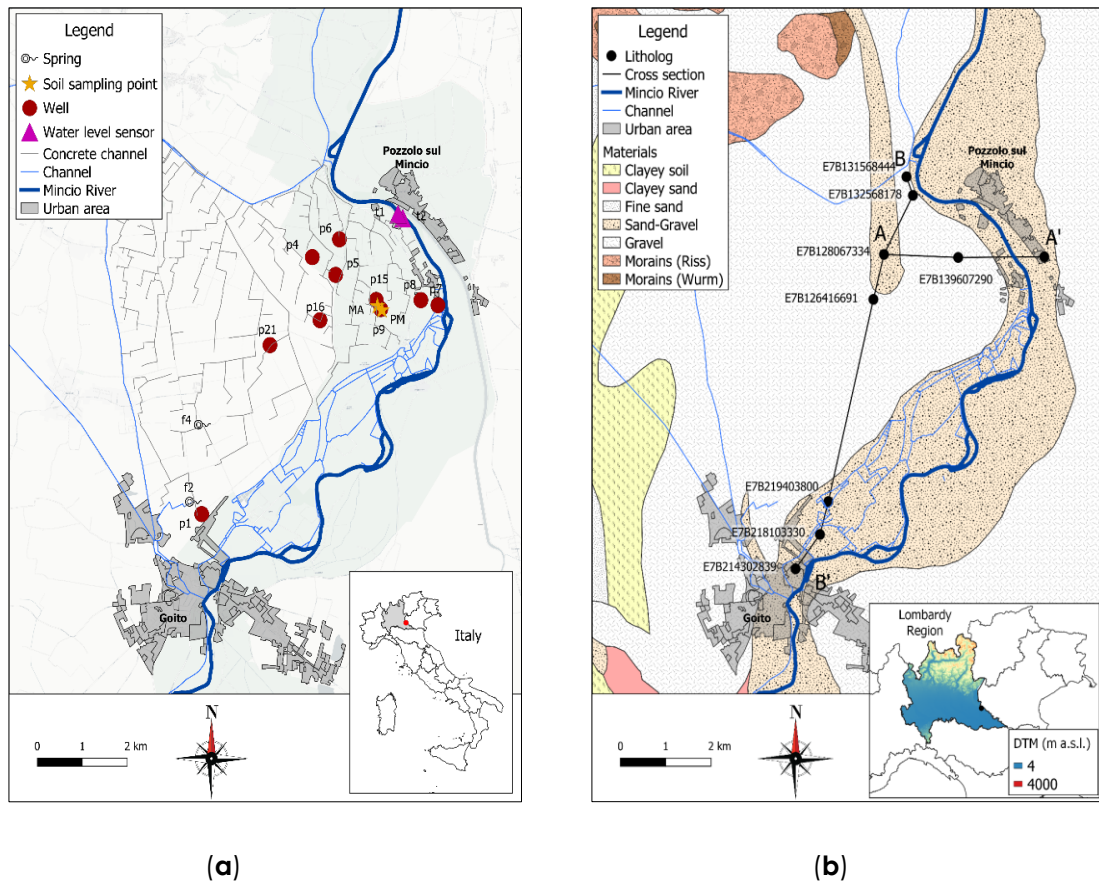 Legend
Spring
Soil sampling point
Well
Water level sensor
Concrete channel
Channel
Mincio River
Urban area
Pozzolo sul
Mincio
t1
t2
p6
p4
p5
p15
p8
p7
p16
MA
PM
p9
p21
f4
f2
p1
Goito
Italy
N
0 1 2 km
(a)
Legend
Litholog
Cross section
Mincio River
Channel
Urban area
Materials
Clayey soil
Clayey sand
Fine sand
Sand-Gravel
Gravel
Morains (Riss)
Morains (Wurm)
Pozzolo sul
Mincio
B
E7B131568444
E7B132568178
A
A'
E7B128067334
E7B139607290
E7B126416691
E7B219403800
E7B218103330
E7B214302839
B'
Goito
Lombardy
Region
DTM (m a.s.l.)
4
4000
N
0 1 2 km
(b)